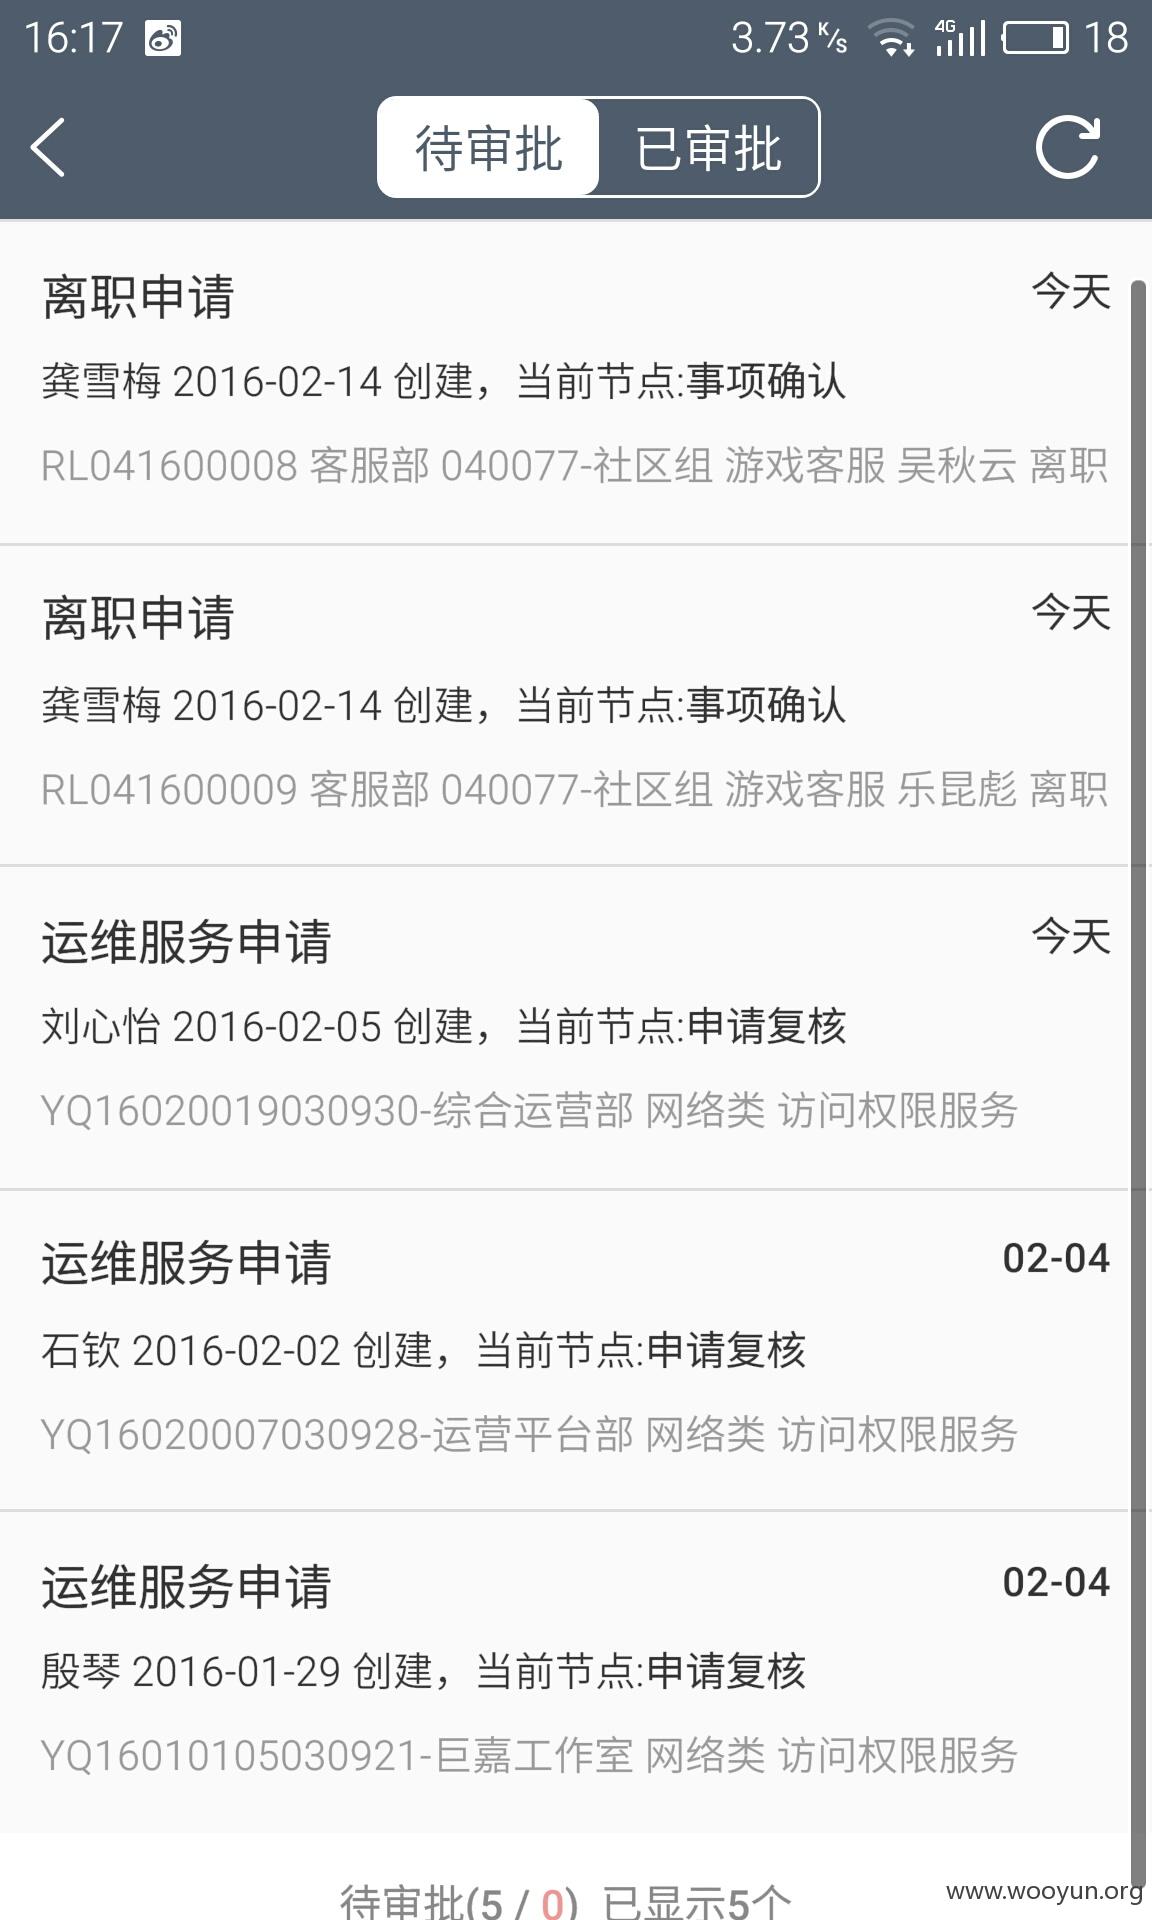 16:17 3.73 K/s 4G 18
待审批 已审批
离职申请 今天
龚雪梅 2016-02-14 创建，当前节点:事项确认
RL041600008 客服部 040077-社区组 游戏客服 吴秋云 离职
离职申请 今天
龚雪梅 2016-02-14 创建，当前节点:事项确认
RL041600009 客服部 040077-社区组 游戏客服 乐昆彪 离职
运维服务申请 今天
刘心怡 2016-02-05 创建，当前节点:申请复核
YQ16020019030930-综合运营部 网络类 访问权限服务
运维服务申请 02-04
石钦 2016-02-02 创建，当前节点:申请复核
YQ16020007030928-运营平台部 网络类 访问权限服务
运维服务申请 02-04
殷琴 2016-01-29 创建，当前节点:申请复核
YQ16010105030921-巨嘉工作室 网络类 访问权限服务
待审批(5 / 0) 已显示5个
www.wooyun.org